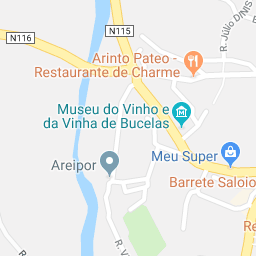 N115
N116
R. Júlio DINIS
Arinto Pateo -
Restaurante de Charme
Museu do Vinho e
da Vinha de Bucelas
Meu Super
Areipor
Barrete Saloio
R. V
Re